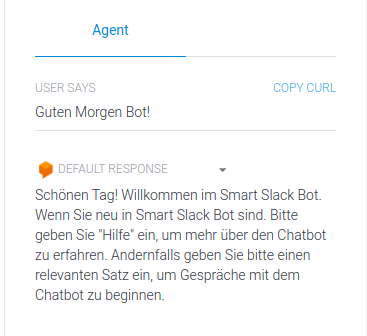 Agent
USER SAYS COPY CURL
Guten Morgen Bot!
DEFAULT RESPONSE
Schönen Tag! Willkommen im Smart Slack Bot.
Wenn Sie neu in Smart Slack Bot sind. Bitte
geben Sie "Hilfe" ein, um mehr über den Chatbot
zu erfahren. Andernfalls geben Sie bitte einen
relevanten Satz ein, um Gespräche mit dem
Chatbot zu beginnen.